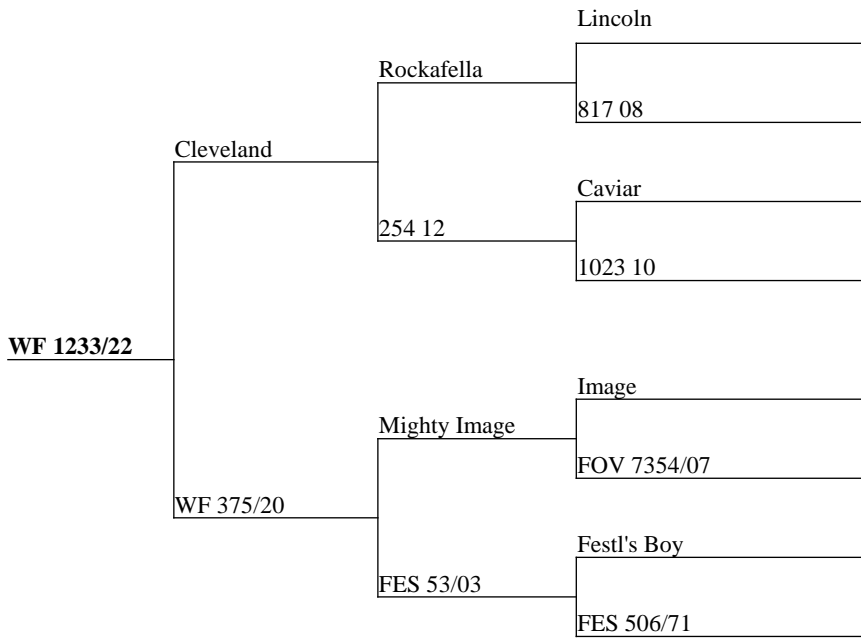 Lincoln
Rockafella
817 08
Cleveland
Caviar
254 12
1023 10
WF 1233/22
Image
Mighty Image
FOV 7354/07
WF 375/20
Festl's Boy
FES 53/03
FES 506/71